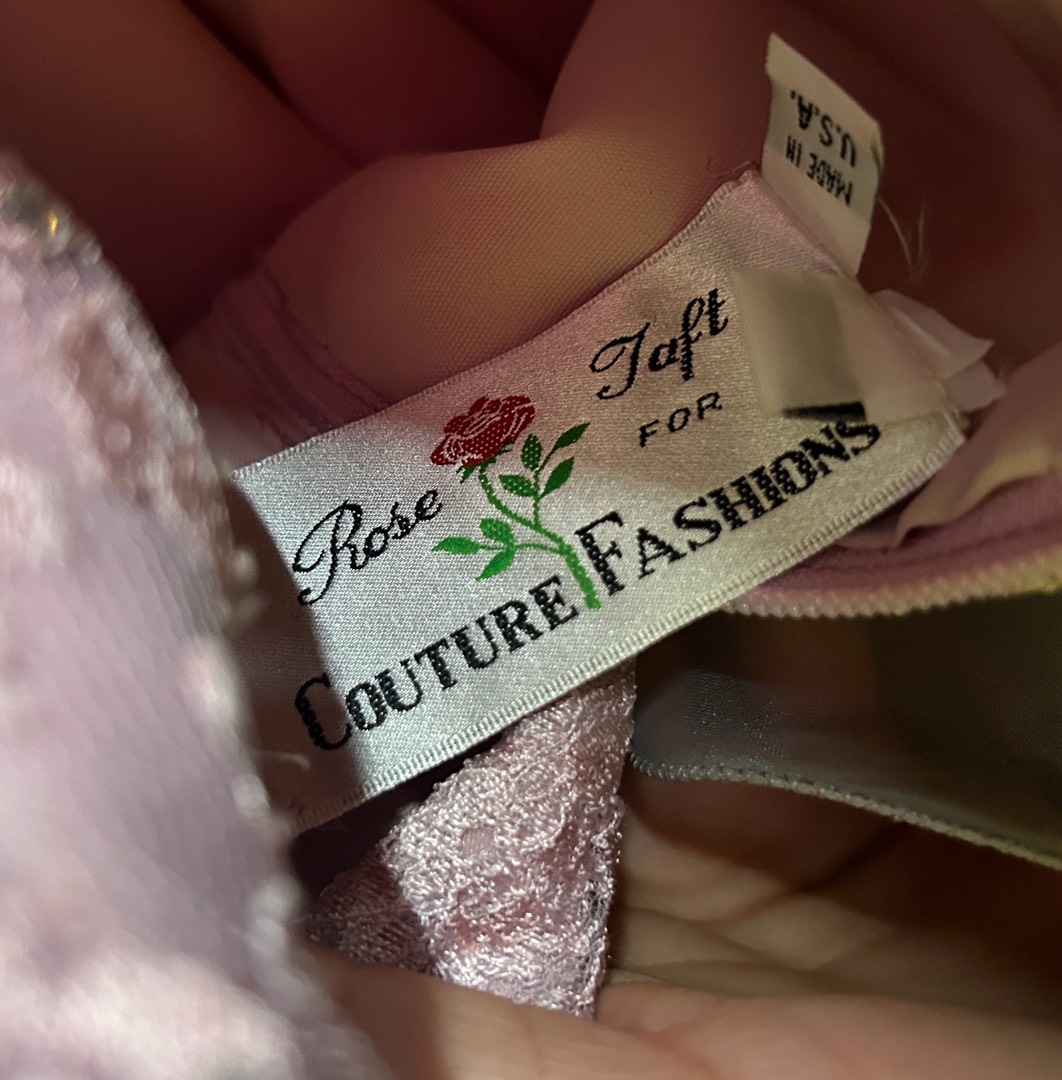 Rose Taft
FOR
COUTURE FASHIONS
MADE IN
U.S.A.